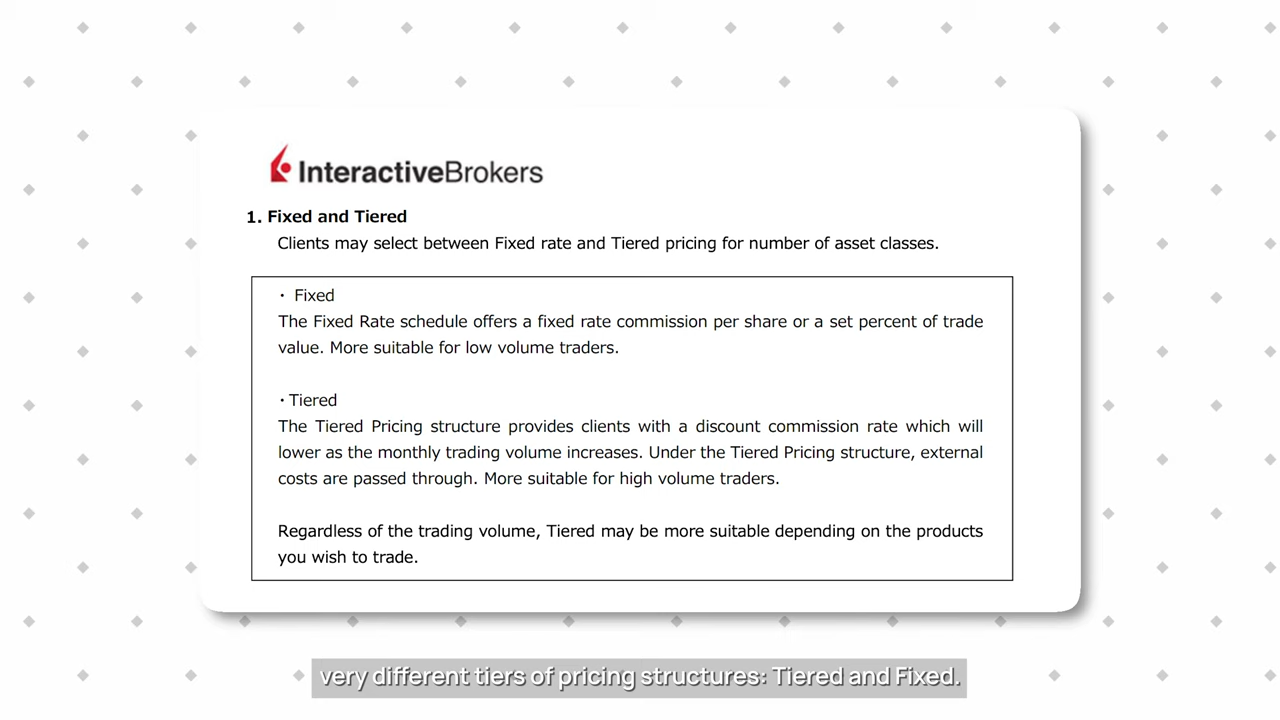 InteractiveBrokers
1. Fixed and Tiered
Clients may select between Fixed rate and Tiered pricing for number of asset classes.
・ Fixed
The Fixed Rate schedule offers a fixed rate commission per share or a set percent of trade
value. More suitable for low volume traders.
・Tiered
The Tiered Pricing structure provides clients with a discount commission rate which will
lower as the monthly trading volume increases. Under the Tiered Pricing structure, external
costs are passed through. More suitable for high volume traders.
Regardless of the trading volume, Tiered may be more suitable depending on the products
you wish to trade.
very different tiers of pricing structures: Tiered and Fixed.